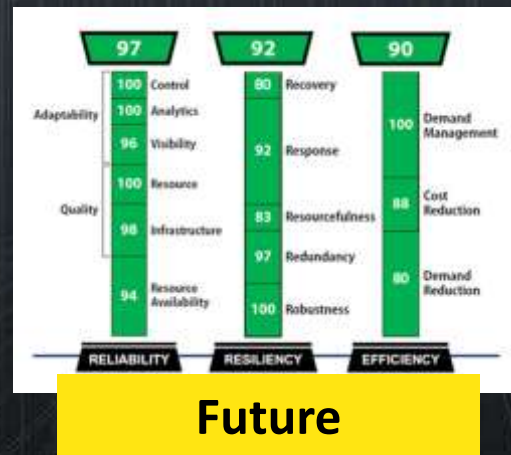 97
92
90
Adaptability
Quality
100 Control
100 Analytics
96 Visibility
100 Resource
98 Infrastructure
94 Resource
Availability
RELIABILITY
80 Recovery
92 Response
83 Resourcefulness
97 Redundancy
100 Robustness
RESILIENCY
100 Demand
Management
88 Cost
Reduction
80 Demand
Reduction
EFFICIENCY
Future